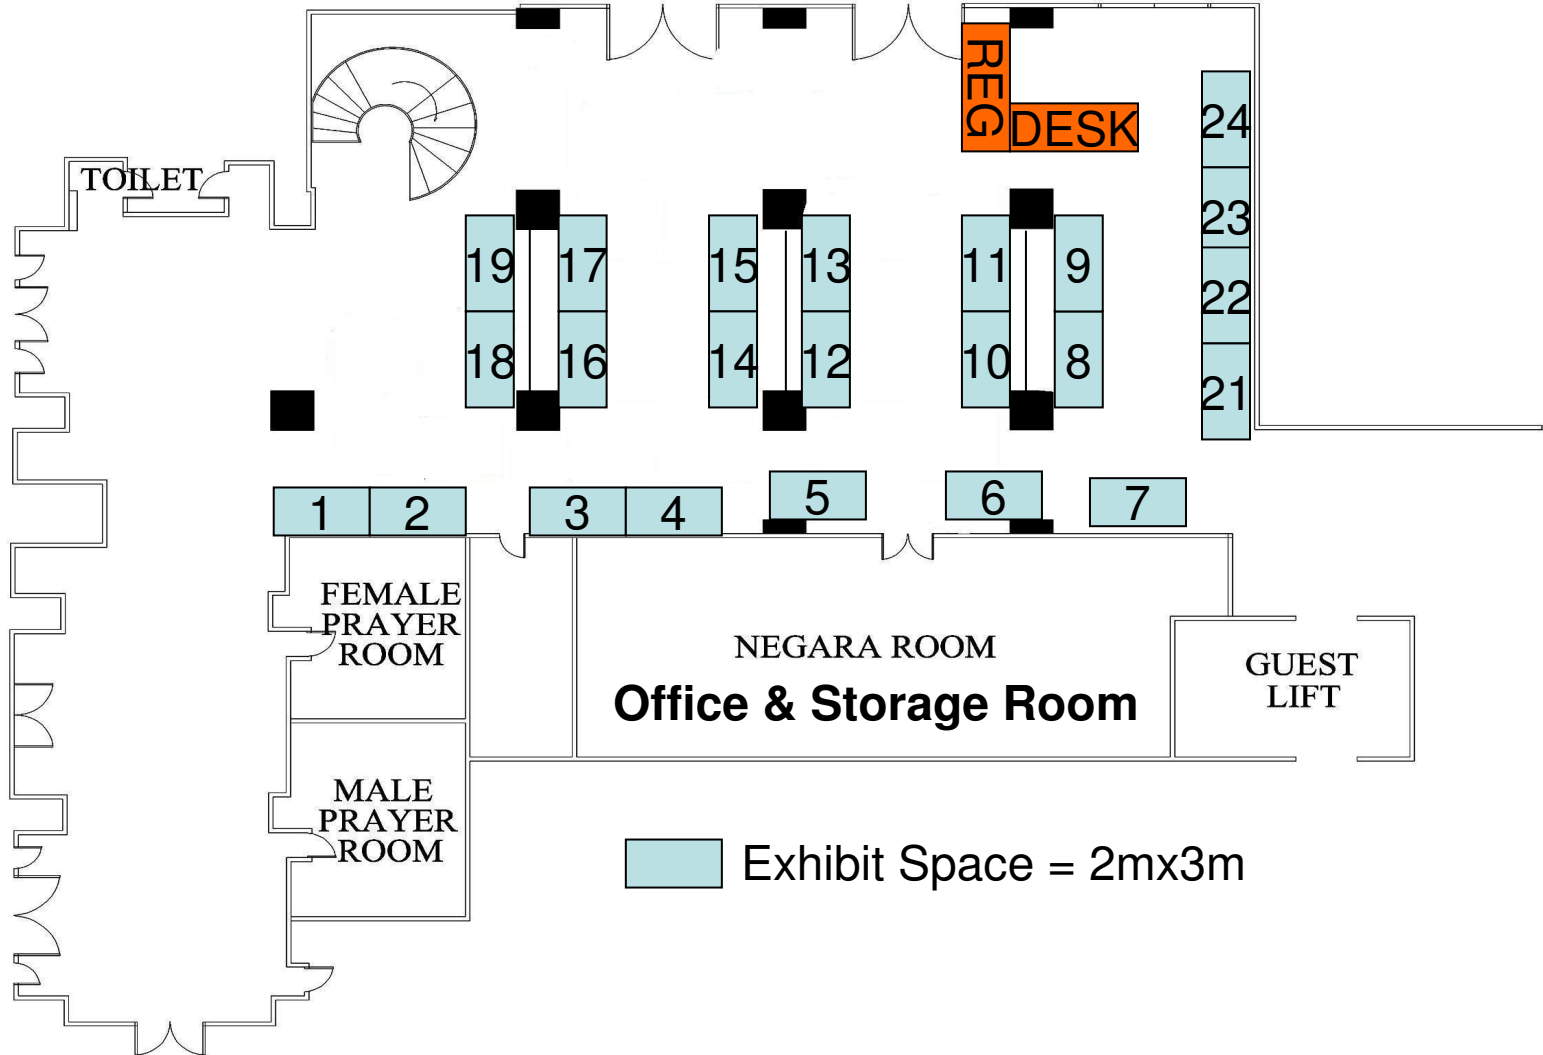 REG
DESK
24
TOILET
23
19
17
15
13
11
9
22
18
16
14
12
10
8
21
1
2
3
4
5
6
7
FEMALE
PRAYER
ROOM
NEGARA ROOM
Office & Storage Room
GUEST
LIFT
MALE
PRAYER
ROOM
Exhibit Space = 2mx3m